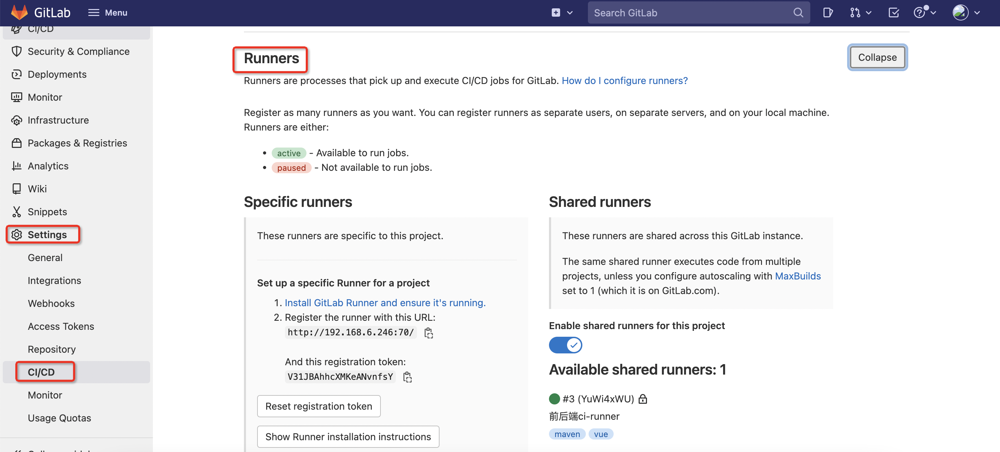 GitLab
Menu
Search GitLab
CI/CD
Security & Compliance
Deployments
Monitor
Infrastructure
Packages & Registries
Analytics
Wiki
Snippets
Settings
General
Integrations
Webhooks
Access Tokens
Repository
CI/CD
Monitor
Usage Quotas
Runners
Collapse
Runners are processes that pick up and execute CI/CD jobs for GitLab. How do I configure runners?
Register as many runners as you want. You can register runners as separate users, on separate servers, and on your local machine.
Runners are either:
• active - Available to run jobs.
• paused - Not available to run jobs.
Specific runners
These runners are specific to this project.
Set up a specific Runner for a project
1. Install GitLab Runner and ensure it's running.
2. Register the runner with this URL:
http://192.168.6.246:70/
And this registration token:
V31JBAhhcXMKeANvnfsY
Reset registration token
Show Runner installation instructions
Shared runners
These runners are shared across this GitLab instance.
The same shared runner executes code from multiple
projects, unless you configure autoscaling with MaxBuilds
set to 1 (which it is on GitLab.com).
Enable shared runners for this project
Available shared runners: 1
#3 (YuWi4xWU)
前后端ci-runner
maven vue